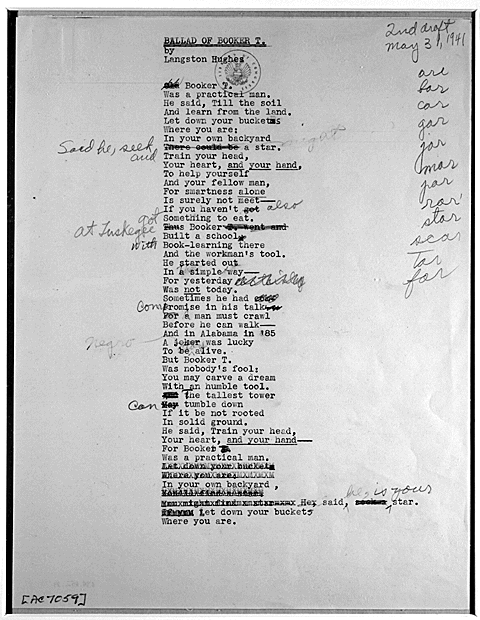 2nd draft
May 31, 1941
BALLAD OF BOOKER T.
by
Langston Hughes
are
bar
car
gar
jar
mar
par
rar
star
scar
tar
far
Booker T.
Was a practical man.
He said, Till the soil
And learn from the land.
Let down your buckets
Where you are;
In your own backyard
Said he, seek
and
There could be a star.
might
Train your head,
Your heart, and your hand,
To help yourself
And your fellow man,
For smartness alone
Is surely not meet—
If you haven't got also
got
Something to eat.
at Tuskegee
Thus Booker T. went and
with
Built a school,
Book-learning there
And the workman's tool.
He started out
In a simple way—
For yesterday
Was not today.
Sometimes he had
Com
Promise in his talk
For a man must crawl
Before he can walk—
And in Alabama in '85
negro
A joker was lucky
To be alive.
But Booker T.
Was nobody's fool:
You may carve a dream
With an humble tool.
the tallest tower
Can
May tumble down
If it be not rooted
In solid ground.
He said, Train your head,
Your heart, and your hand—
For Booker T.
Was a practical man.
Let down your buckets
Where you are;
In your own backyard,
he is your
He, said, star.
Let down your buckets
Where you are.
[AC7059]